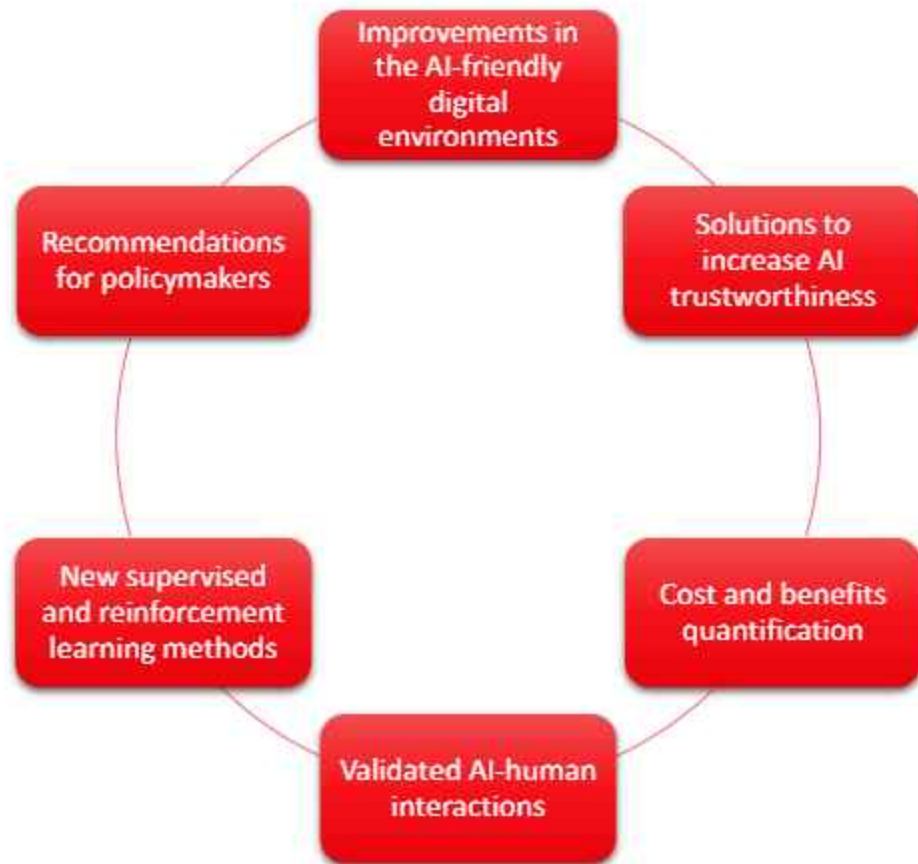 Improvements in
the AI-friendly
digital
environments
Solutions to
increase AI
trustworthiness
Cost and benefits
quantification
Validated AI-human
interactions
New supervised
and reinforcement
learning methods
Recommendations
for policymakers